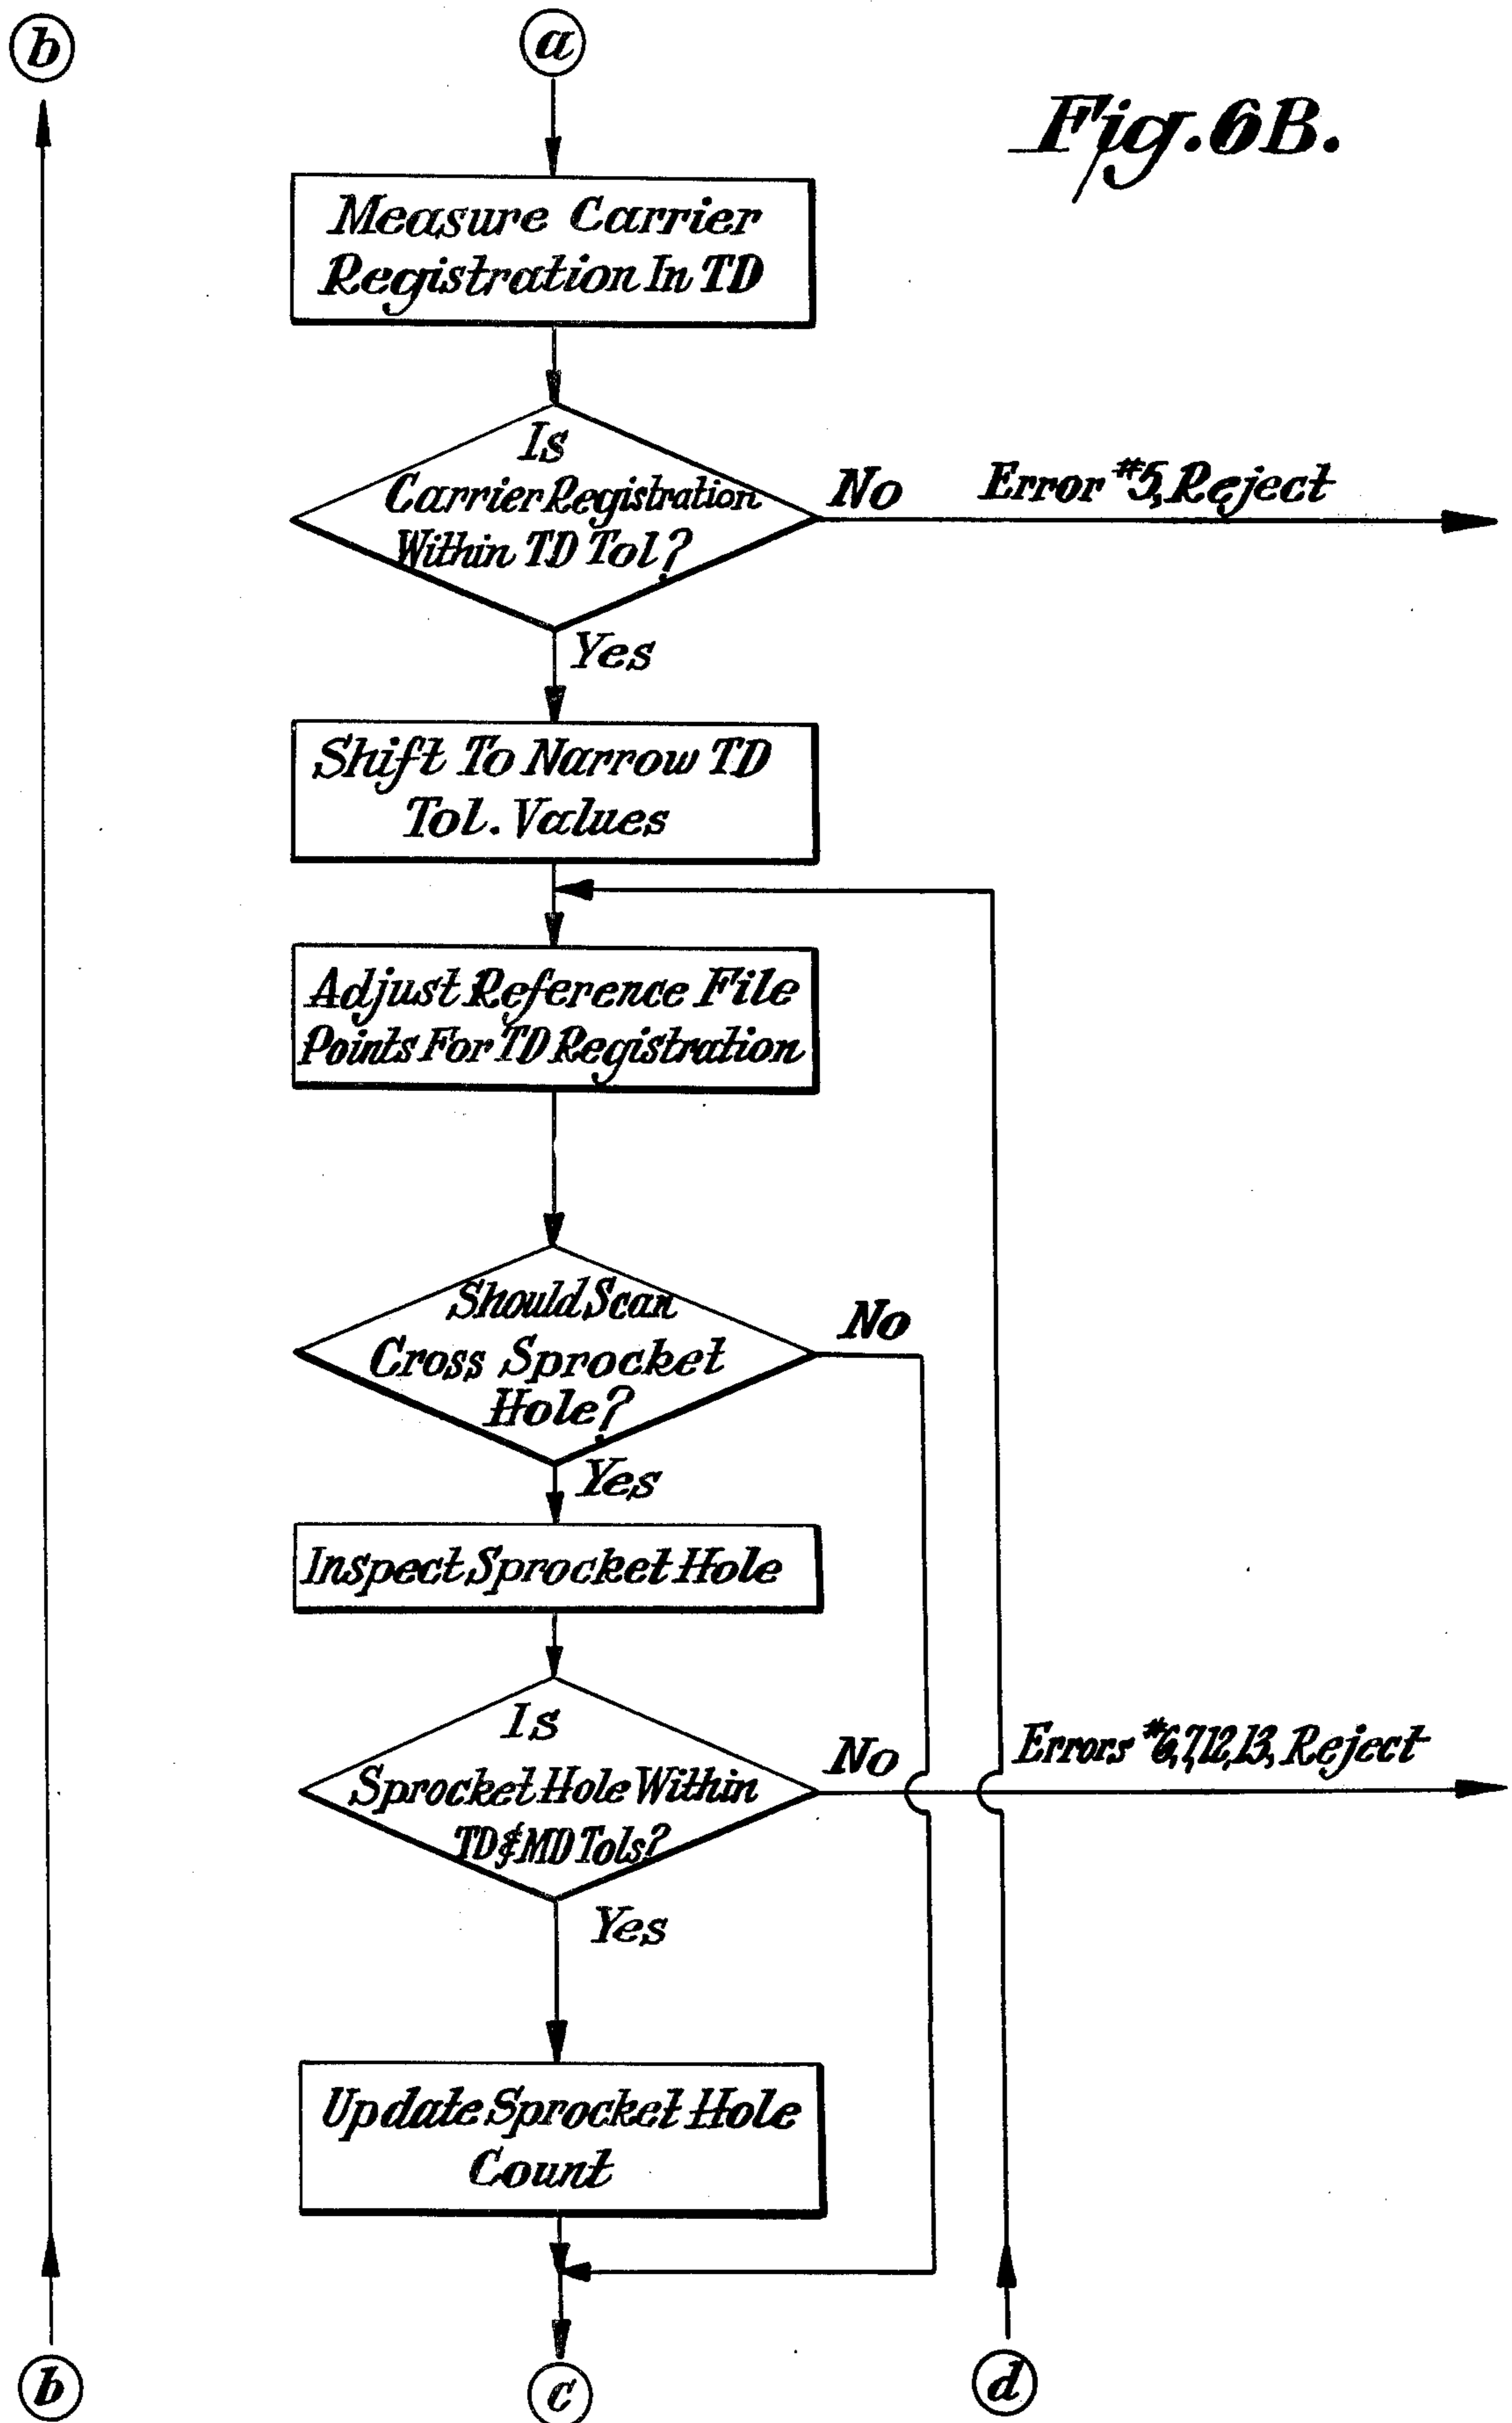 b
a
Fig. 6B.
Measure Carrier
Registration In TD
Is
Carrier Registration
Within TD Tol?
No
Error #5, Reject
Yes
Shift To Narrow TD
Tol. Values
Adjust Reference File
Points For TD Registration
Should Scan
Cross Sprocket
Hole?
No
Yes
Inspect Sprocket Hole
Is
Sprocket Hole Within
TD & MD Tols?
No
Errors #6,7,12,13, Reject
Yes
Update Sprocket Hole
Count
b
c
d